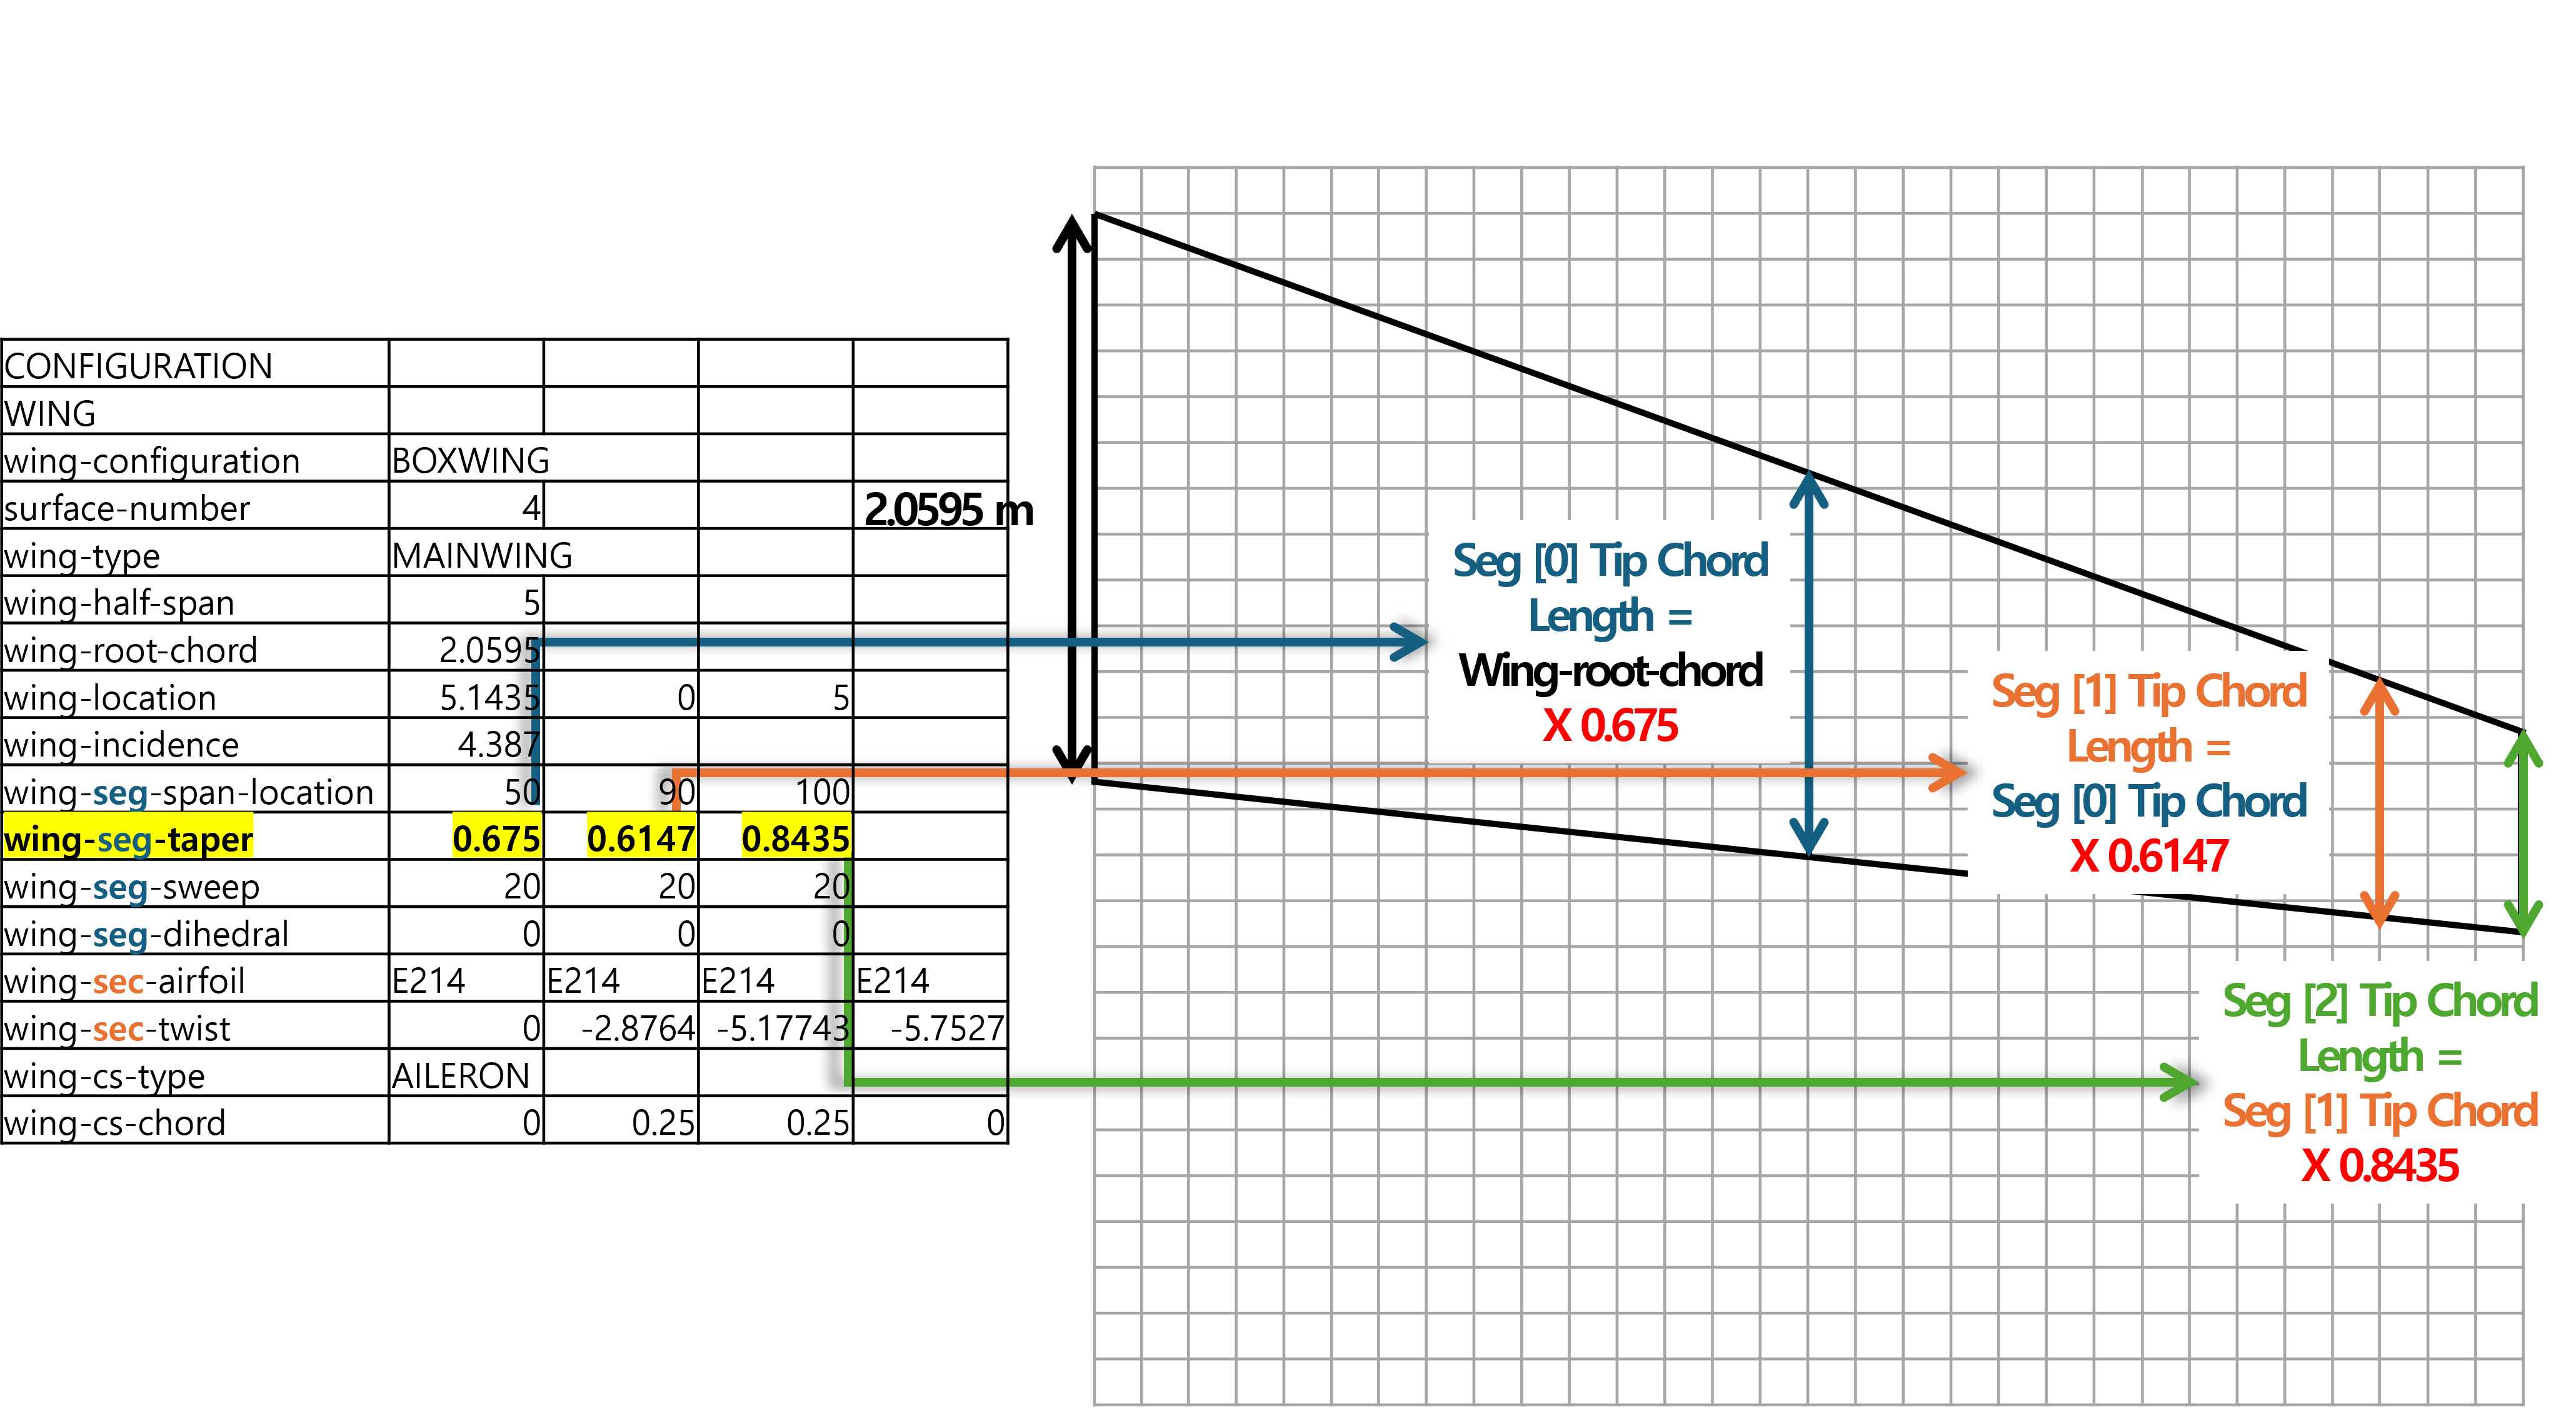 CONFIGURATION
WING
wing-configuration BOXWING
surface-number 4
2.0595 m
wing-type MAINWING
wing-half-span 5
wing-root-chord 2.0595
wing-location 5.1435 0 5
wing-incidence 4.387
wing-seg-span-location 50 90 100
wing-seg-taper 0.675 0.6147 0.8435
wing-seg-sweep 20 20 20
wing-seg-dihedral 0 0 0
wing-sec-airfoil E214 E214 E214 E214
wing-sec-twist 0 -2.8764 -5.17743 -5.7527
wing-cs-type AILERON
wing-cs-chord 0 0.25 0.25 0
Seg [0] Tip Chord
Length =
Wing-root-chord
X 0.675
Seg [1] Tip Chord
Length =
Seg [0] Tip Chord
X 0.6147
Seg [2] Tip Chord
Length =
Seg [1] Tip Chord
X 0.8435